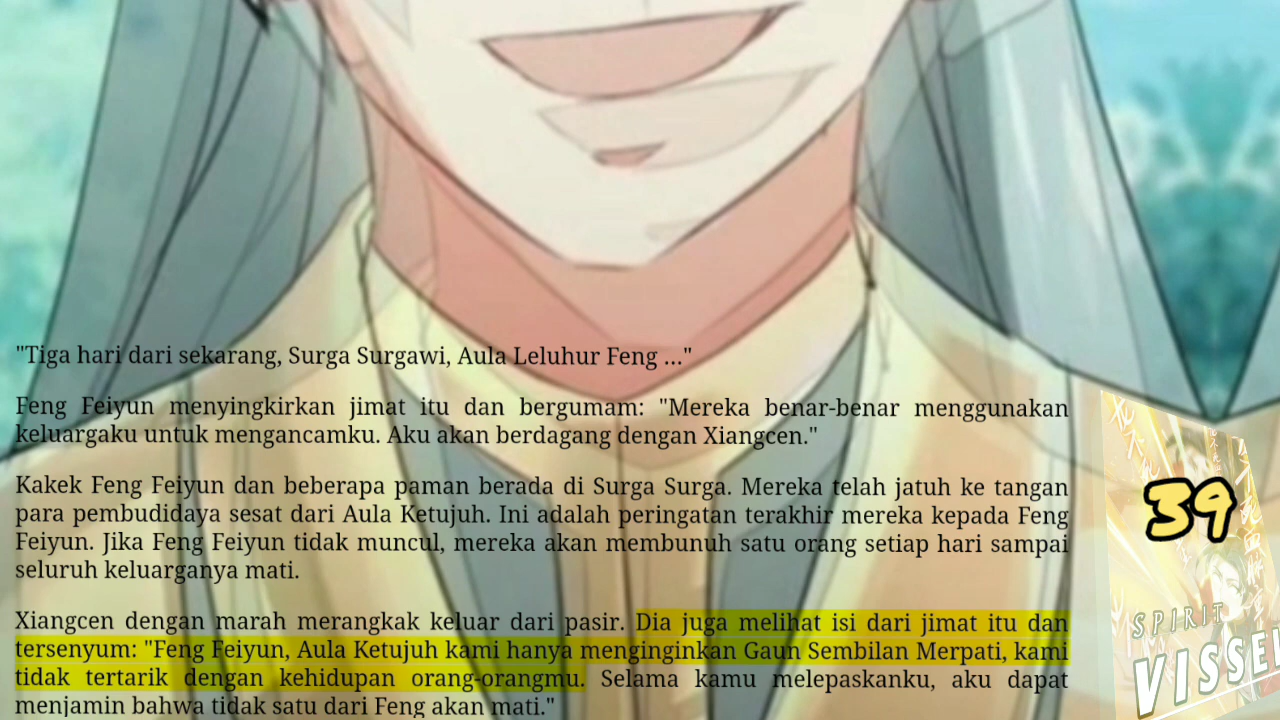 "Tiga hari dari sekarang, Surga Surgawi, Aula Leluhur Feng ..."
Feng Feiyun menyingkirkan jimat itu dan bergumam: "Mereka benar-benar menggunakan
keluargaku untuk mengancamku. Aku akan berdagang dengan Xiangcen."
Kakek Feng Feiyun dan beberapa paman berada di Surga Surga. Mereka telah jatuh ke tangan
para pembudidaya sesat dari Aula Ketujuh. Ini adalah peringatan terakhir mereka kepada Feng
Feiyun. Jika Feng Feiyun tidak muncul, mereka akan membunuh satu orang setiap hari sampai
seluruh keluarganya mati.
Xiangcen dengan marah merangkak keluar dari pasir. Dia juga melihat isi dari jimat itu dan
tersenyum: "Feng Feiyun, Aula Ketujuh kami hanya menginginkan Gaun Sembilan Merpati, kami
tidak tertarik dengan kehidupan orang-orangmu. Selama kamu melepaskanku, aku dapat
menjamin bahwa tidak satu dari Feng akan mati."
39
SPIRIT
VISSEL